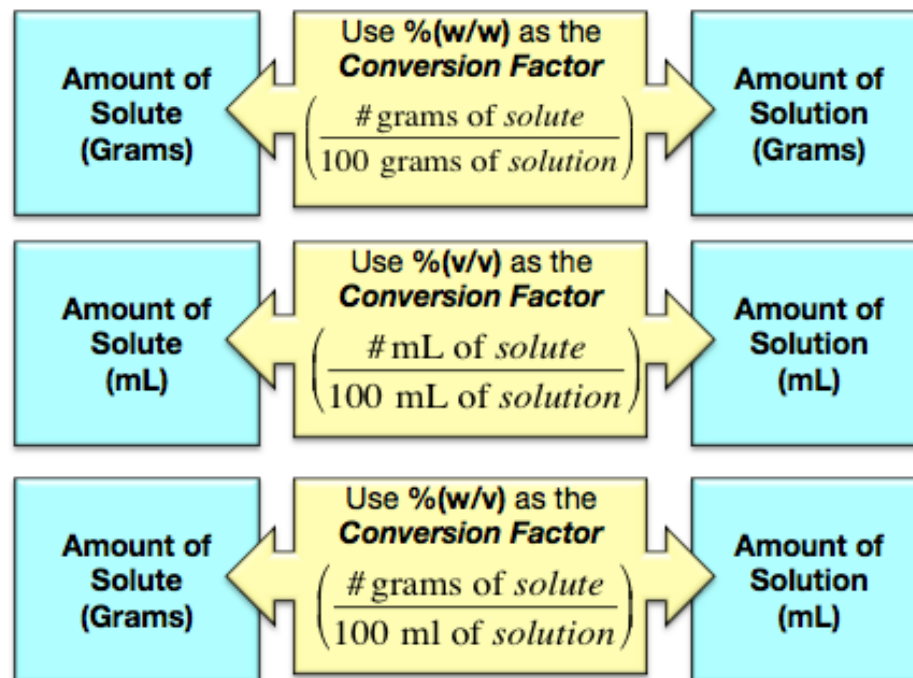 Amount of
Solute
(Grams)
Use %(w/w) as the
Conversion Factor
# grams of solute
100 grams of solution
Amount of
Solution
(Grams)
Amount of
Solute
(mL)
Use %(v/v) as the
Conversion Factor
# mL of solute
100 mL of solution
Amount of
Solution
(mL)
Amount of
Solute
(Grams)
Use %(w/v) as the
Conversion Factor
# grams of solute
100 ml of solution
Amount of
Solution
(mL)